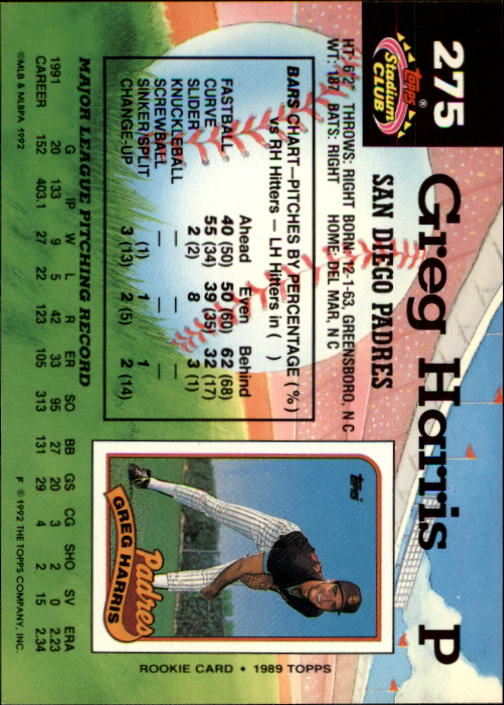 275
Topps®
Stadium
CLUB
Greg Harris P
SAN DIEGO PADRES
HT: 6'2" THROWS: RIGHT BORN: 12-1-63, GREENSBORO, N C
BATS: RIGHT HOME: DEL MAR, N C
BARS CHART—PITCHES BY PERCENTAGE (%)
vs RH Hitters — LH Hitters in ( )
Ahead Even Behind
FASTBALL 40 (50) 50 (60) 62 (68)
CURVE 55 (34) 39 (35) 32 (17)
SLIDER 2 (2) 8 3 (1)
KNUCKLEBALL — — —
SCREWBALL — — —
SINKER/SPLIT (1) 1 1
CHANGE-UP 3 (13) 2 (5) 2 (14)
MAJOR LEAGUE PITCHING RECORD
G IP W L R ER SO BB GS CG SHO SV ERA
1991 20 133 9 5 42 33 95 27 20 3 2 0 2.23
CAREER 152 403.1 27 22 123 105 313 131 29 4 2 15 2.34
©MLB & MLBPA 1992
F © 1992 THE TOPPS COMPANY, INC.
Topps
Padres
GREG HARRIS
ROOKIE CARD • 1989 TOPPS